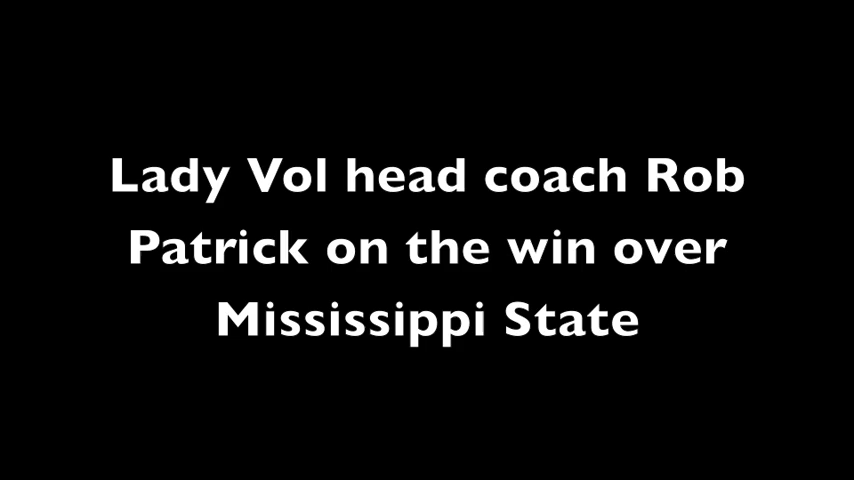 Lady Vol head coach Rob
Patrick on the win over
Mississippi State